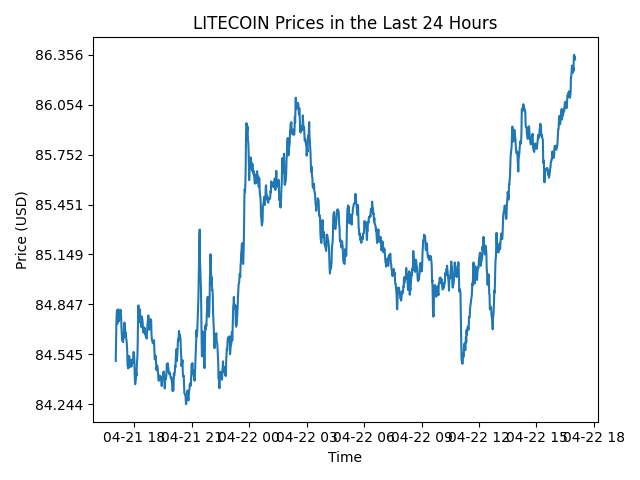 LITECOIN Prices in the Last 24 Hours
86.356
86.054
85.752
85.451
85.149
84.847
84.545
84.244
Price (USD)
04-21 18 04-21 21 04-22 00 04-22 03 04-22 06 04-22 09 04-22 12 04-22 15 04-22 18
Time